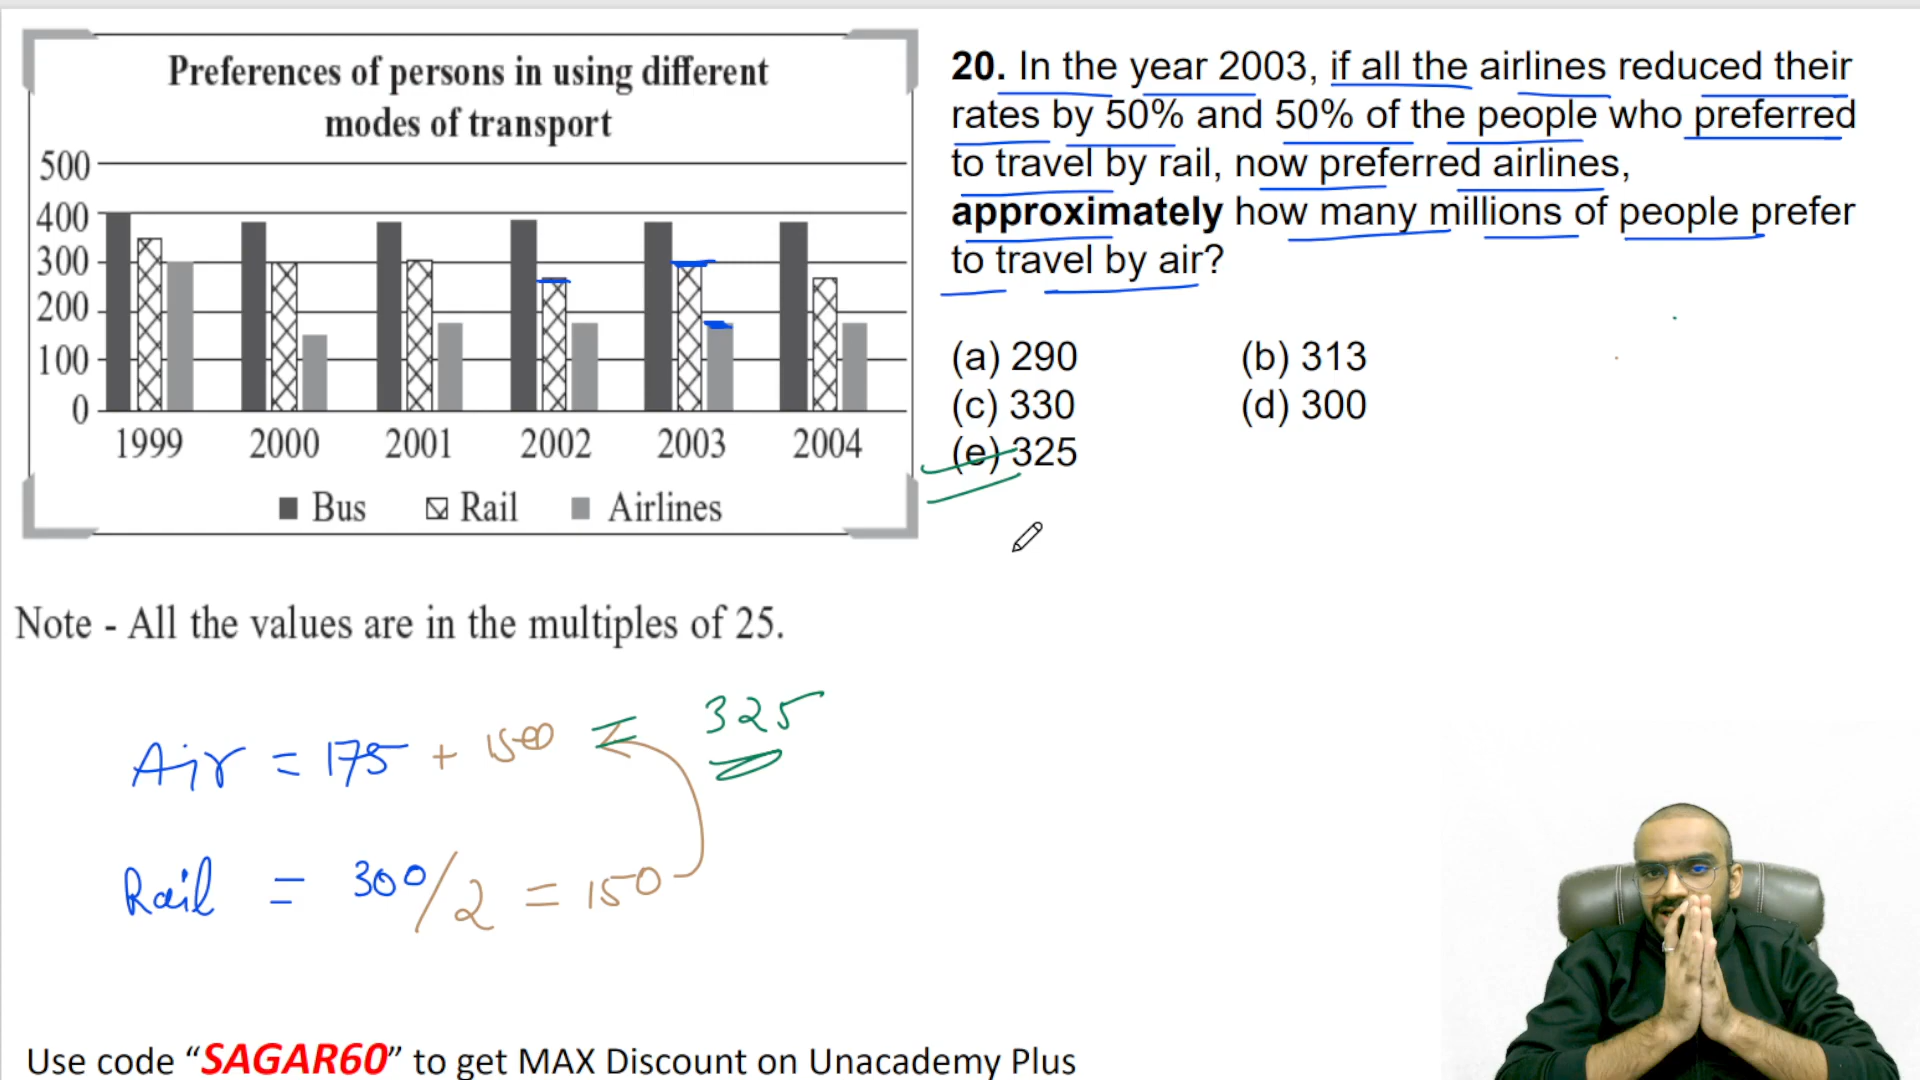 Preferences of persons in using different
modes of transport
500
400
300
200
100
0
1999 2000 2001 2002 2003 2004
Bus Rail Airlines
Note - All the values are in the multiples of 25.
20. In the year 2003, if all the airlines reduced their
rates by 50% and 50% of the people who preferred
to travel by rail, now preferred airlines,
approximately how many millions of people prefer
to travel by air?
(a) 290 (b) 313
(c) 330 (d) 300
(e) 325
Air = 175 + 150 = 325
Rail = 300/2 = 150
Use code “SAGAR60” to get MAX Discount on Unacademy Plus